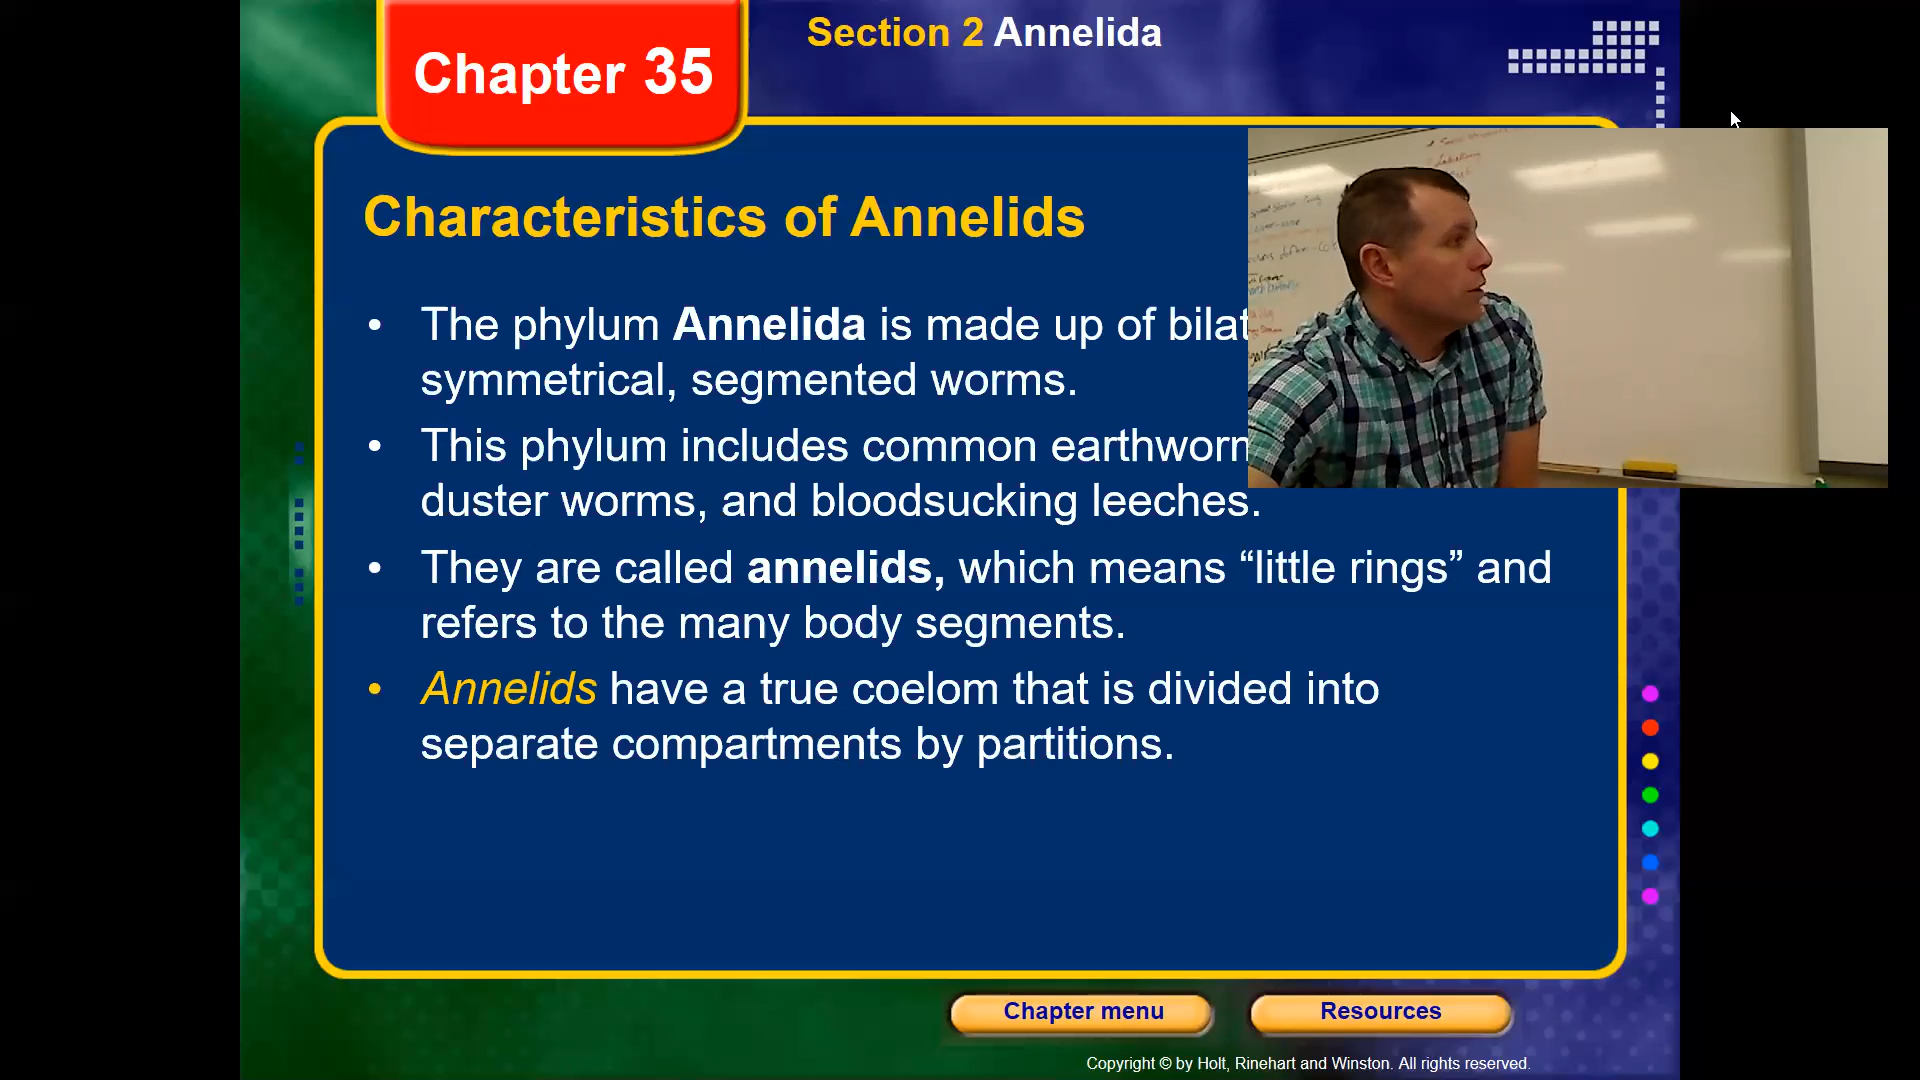 Section 2 Annelida
Chapter 35
Characteristics of Annelids
• The phylum Annelida is made up of bilat
symmetrical, segmented worms.
• This phylum includes common earthworm
duster worms, and bloodsucking leeches.
• They are called annelids, which means “little rings” and
refers to the many body segments.
• Annelids have a true coelom that is divided into
separate compartments by partitions.
Chapter menu
Resources
Copyright © by Holt, Rinehart and Winston. All rights reserved.